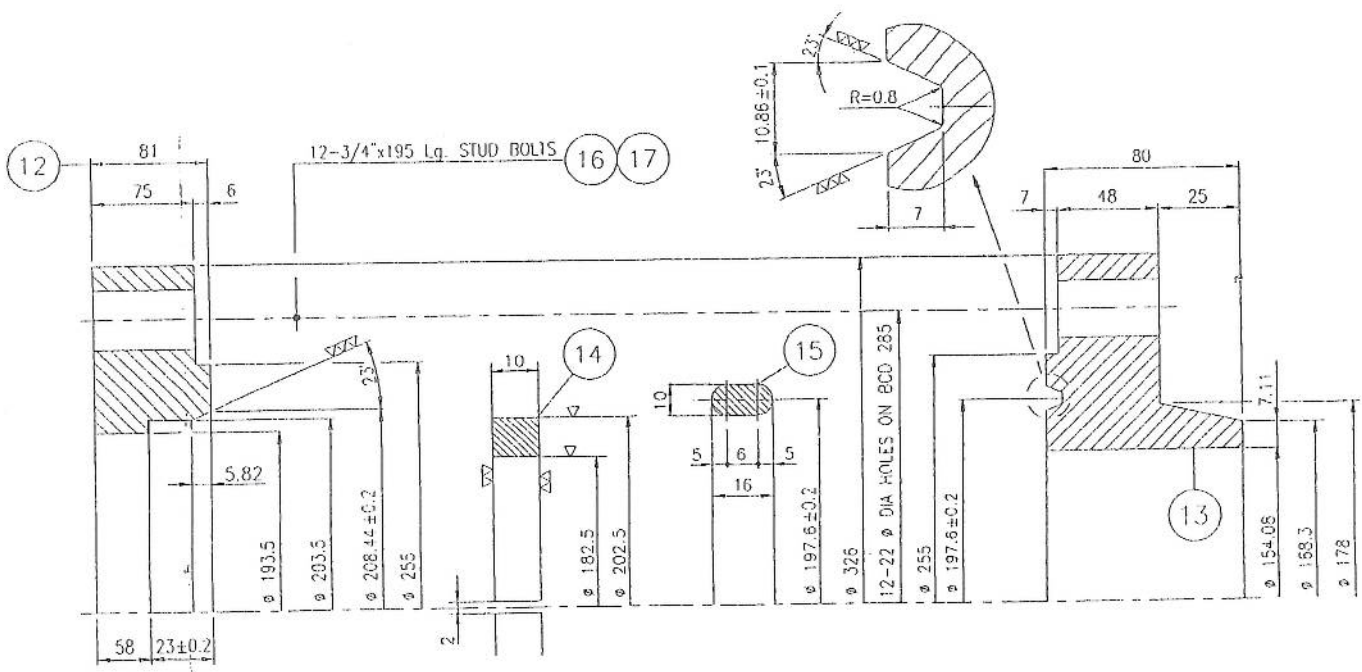 23°
10.86±0.1
R=0.8
23°
7
12
81
75
6
12-3/4"x195 Lg. STUD BOLTS
16
17
80
7
48
25
14
10
15
10
5
6
5
16
23°
5.82
7.11
13
ø 193.5
ø 203.5
ø 208.44±0.2
ø 255
ø 182.5
ø 202.5
ø 197.6±0.2
ø 326
12-22 ø DIA HOLES ON BCD 285
ø 255
ø 197.6±0.2
ø 154.08
ø 168.3
ø 178
2
58
23±0.2